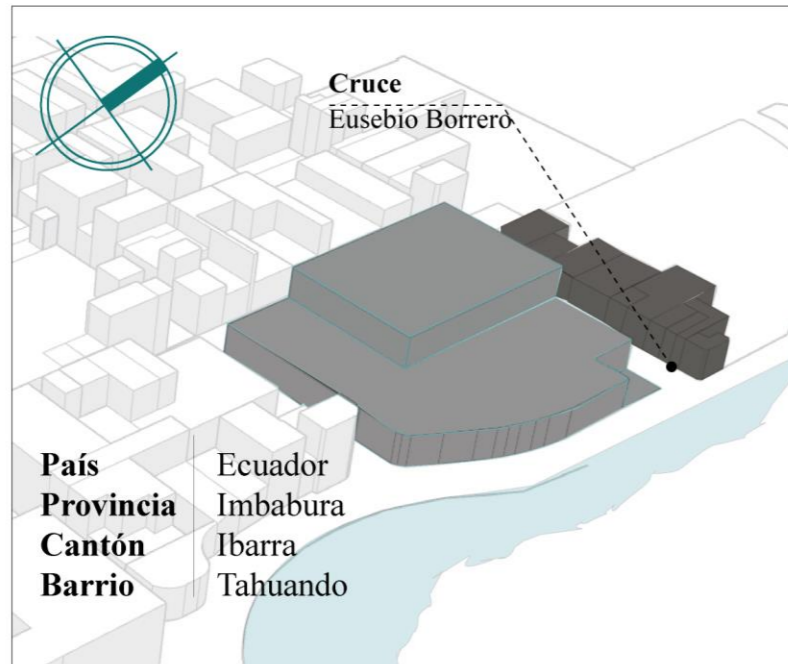 Cruce
Eusebio Borrero
País Ecuador
Provincia Imbabura
Cantón Ibarra
Barrio Tahuando